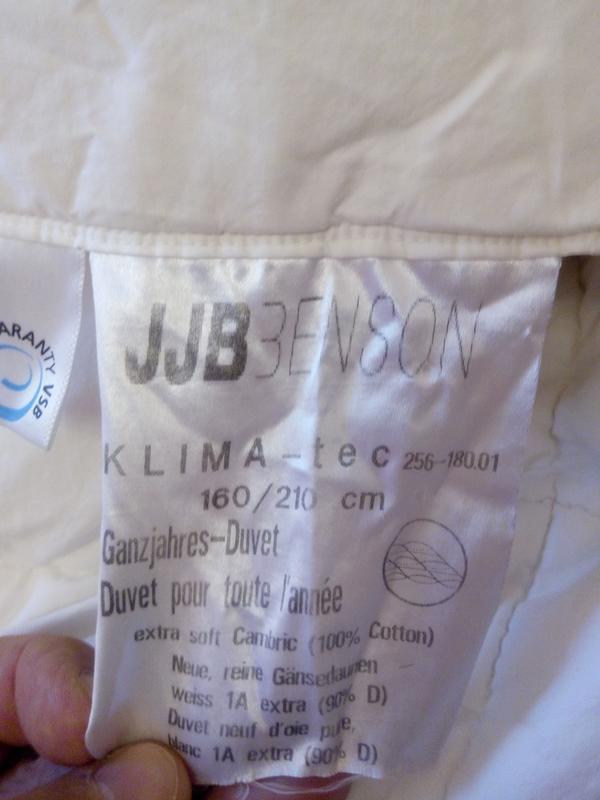 JJB BENSON
ARANTY VSB
KLIMA-tec 256-180.01
160/210 cm
Ganzjahres-Duvet
Duvet pour toute l'année
extra soft Cambric (100% Cotton)
Neue, reine Gänsedaunen
weiss 1A extra (90% D)
Duvet neuf d'oie pure,
blanc 1A extra (90% D)